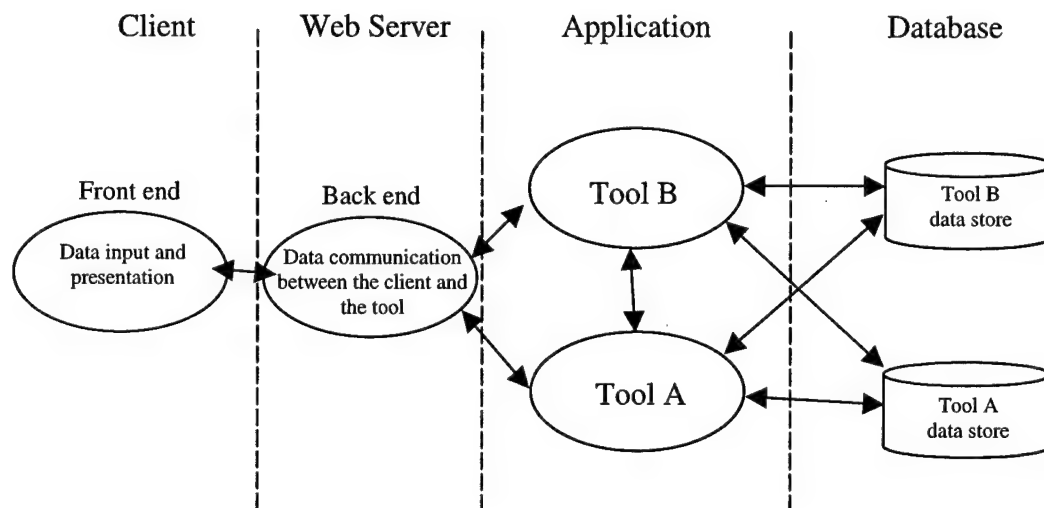 Client
Web Server
Application
Database
Front end
Data input and
presentation
Back end
Data communication
between the client and
the tool
Tool B
Tool A
Tool B
data store
Tool A
data store